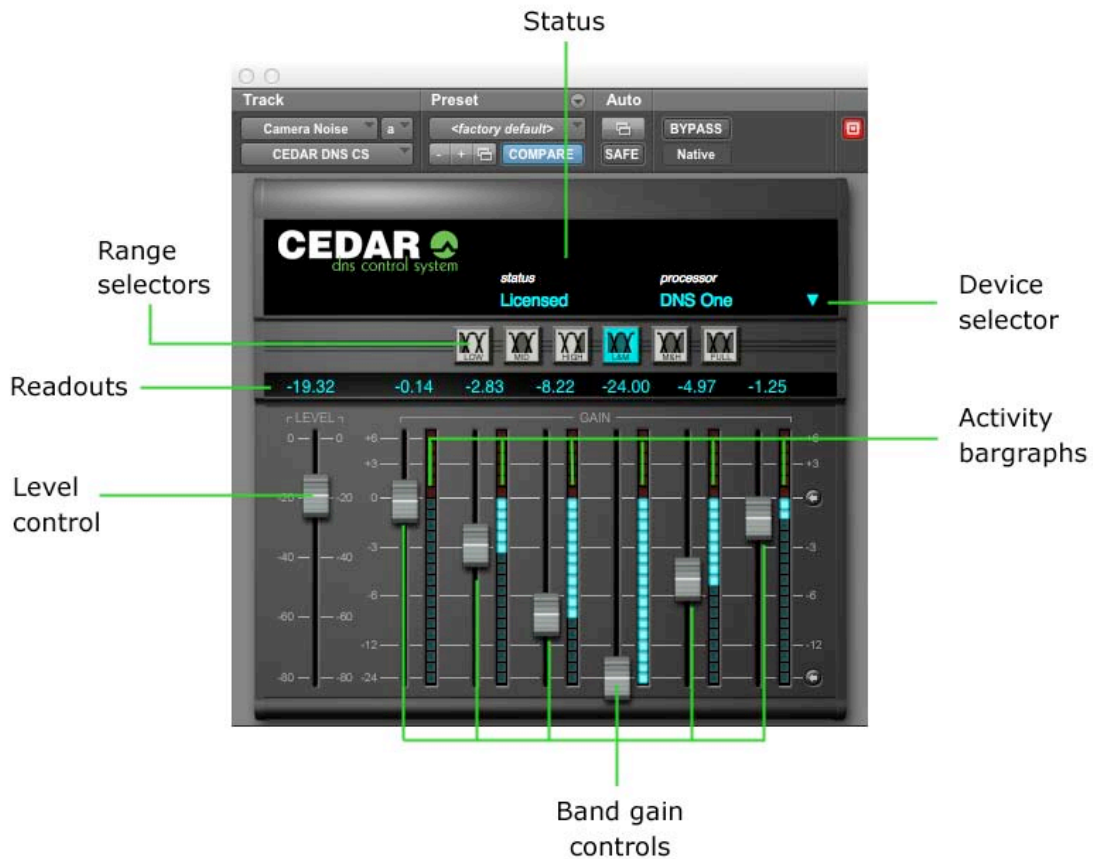 Status
Track Preset Auto
Camera Noise a <factory default> BYPASS
CEDAR DNS CS - + COMPARE SAFE Native
CEDAR
dns control system
status processor
Licensed DNS One
Range
selectors
Device
selector
LOW MID HIGH L&M M&H FULL
Readouts
-19.32 -0.14 -2.83 -8.22 -24.00 -4.97 -1.25
LEVEL GAIN
Activity
bargraphs
0 0 +6 +6
+3 +3
Level
control
-20 -20 0 0
-3 -3
-40 -40
-6 -6
-60 -60
-12 -12
-80 -80 -24 -24
Band gain
controls